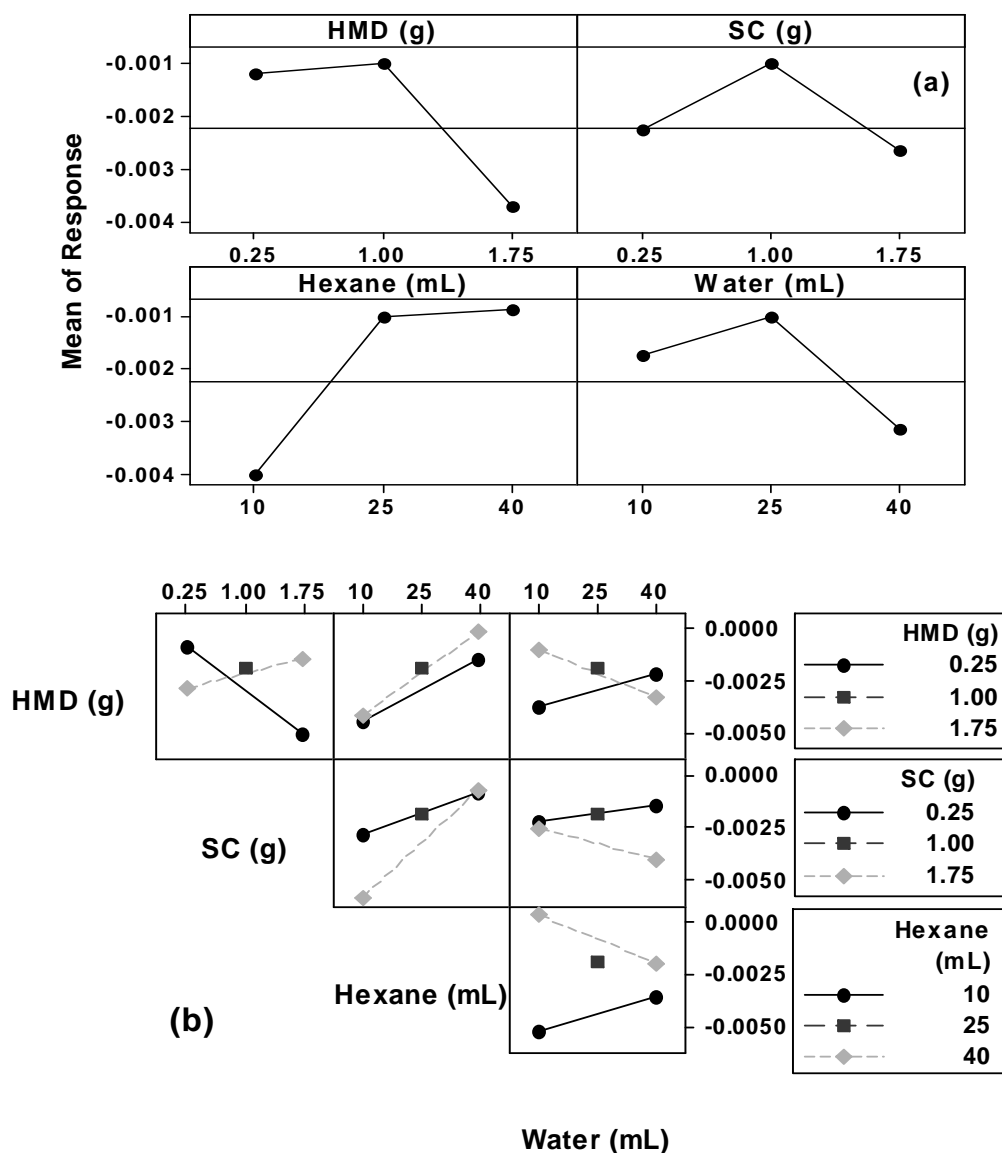 HMD (g) SC (g)
-0.001
-0.002
-0.003
-0.004
(a)
Mean of Response
0.25 1.00 1.75 0.25 1.00 1.75
Hexane (mL) Water (mL)
-0.001
-0.002
-0.003
-0.004
10 25 40 10 25 40
0.25 1.00 1.75 10 25 40 10 25 40
HMD (g)
0.0000
-0.0025
-0.0050
HMD (g)
0.25
1.00
1.75
SC (g)
0.0000
-0.0025
-0.0050
SC (g)
0.25
1.00
1.75
Hexane (mL)
0.0000
-0.0025
-0.0050
Hexane
(mL)
10
25
40
(b)
Water (mL)